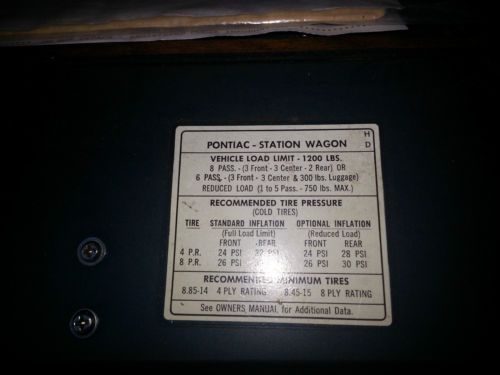 H
PONTIAC - STATION WAGON D
VEHICLE LOAD LIMIT - 1200 LBS.
8 PASS. - (3 Front - 3 Center - 2 Rear) OR
6 PASS. - (3 Front - 3 Center & 300 lbs. Luggage)
REDUCED LOAD (1 to 5 Pass. - 750 lbs. MAX.)
RECOMMENDED TIRE PRESSURE
(COLD TIRES)
TIRE STANDARD INFLATION OPTIONAL INFLATION
(Full Load Limit) (Reduced Load)
FRONT REAR FRONT REAR
4 P.R. 24 PSI PSI 24 PSI 28 PSI
8 P.R. 26 PSI 26 PSI 30 PSI
RECOMMENDED MINIMUM TIRES
8.85-14 4 PLY RATING 8.45-15 8 PLY RATING
See OWNERS MANUAL for Additional Data.